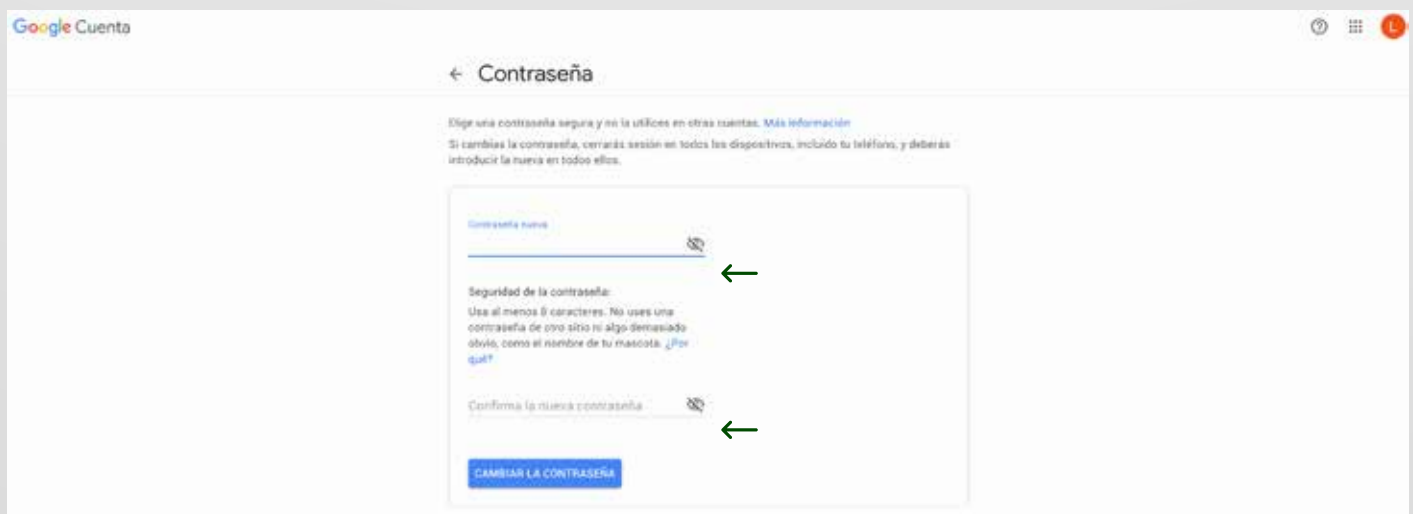 Google Cuenta
L
← Contraseña
Elige una contraseña segura y no la utilices en otras cuentas. Más información
Si cambias la contraseña, cerrarás sesión en todos los dispositivos, incluido tu teléfono, y deberás
introducir la nueva en todos ellos.
Contraseña nueva
Seguridad de la contraseña:
Usa al menos 8 caracteres. No uses una
contraseña de otro sitio ni algo demasiado
obvio, como el nombre de tu mascota. ¿Por
qué?
Confirma la nueva contraseña
CAMBIAR LA CONTRASEÑA